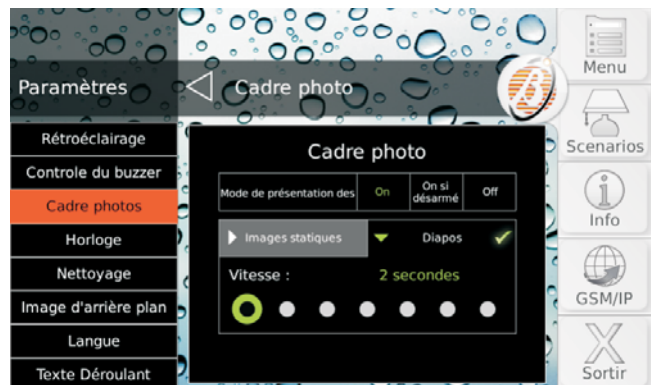 Paramètres
Cadre photo
Rétroéclairage
Controle du buzzer
Cadre photos
Horloge
Nettoyage
Image d'arrière plan
Langue
Texte Déroulant
Cadre photo
Mode de présentation des
On
On si
désarmé
Off
Images statiques
Diapos
Vitesse :
2 secondes
Menu
Scenarios
Info
GSM/IP
Sortir